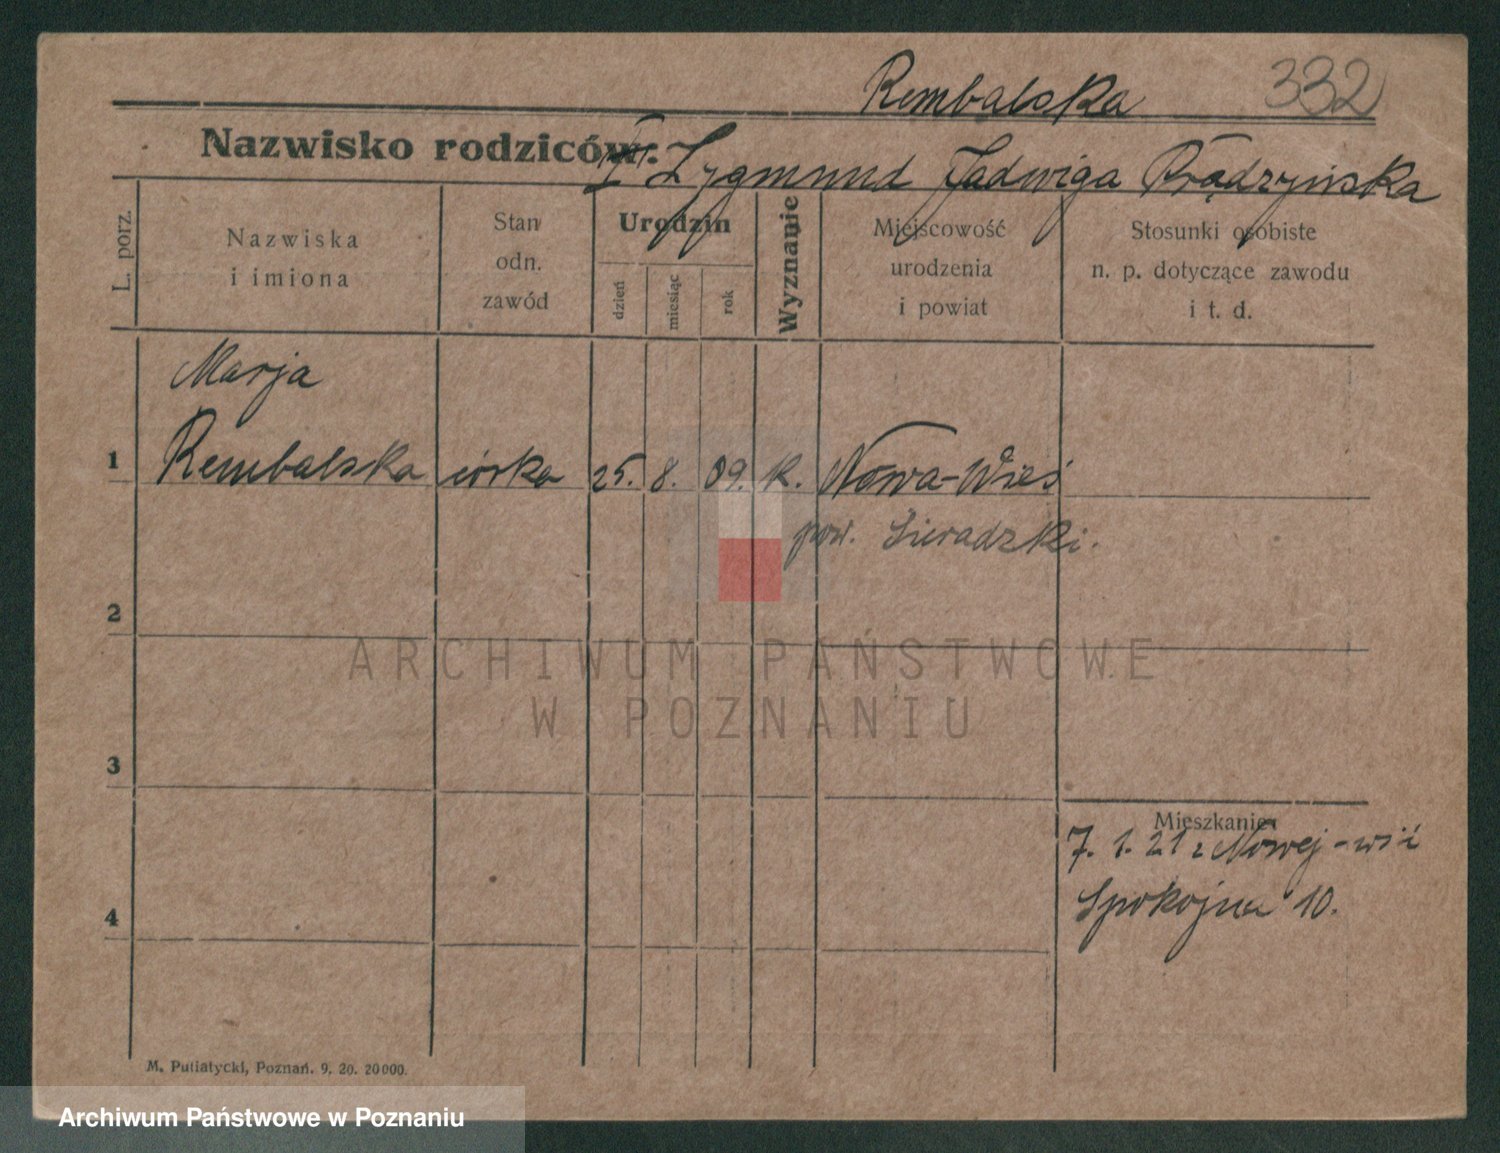 Rembalska 332
Nazwisko rodziców: Zygmund Jadwiga Prądzyńska
L. porz.
Nazwiska
i imiona
Stan
odn.
zawód
Urodzin
dzień
miesiąc
rok
Wyznanie
Miejscowość
urodzenia
i powiat
Stosunki osobiste
n. p. dotyczące zawodu
i t. d.
Marja
1 Rembalska córka 25. 8. 09. k. Nowa-Wieś
pow. Sieradzki.
2
ARCHIWUM PAŃSTWOWE
W POZNANIU
3
Mieszkanie
7. 1. 21 z Nowej-wsi
Spokojna 10.
4
M. Putiatycki, Poznań. 9. 20. 20000.
Archiwum Państwowe w Poznaniu